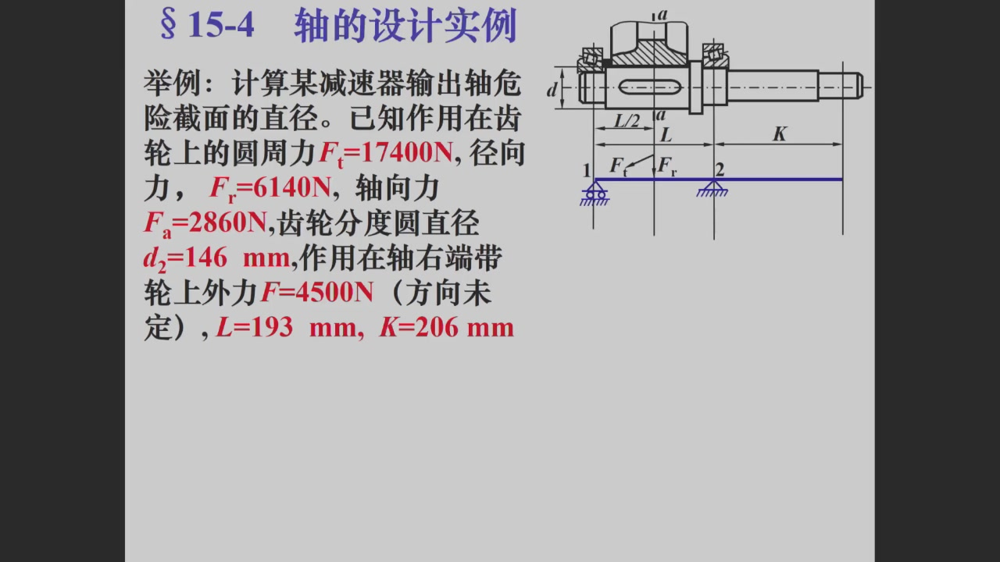 §15-4 轴的设计实例
举例：计算某减速器输出轴危
险截面的直径。已知作用在齿
轮上的圆周力Ft=17400N, 径向
力， Fr=6140N, 轴向力
Fa=2860N,齿轮分度圆直径
d2=146 mm,作用在轴右端带
轮上外力F=4500N（方向未
定）, L=193 mm, K=206 mm
a
d
a
L/2
L
K
1
Ft
Fr
2